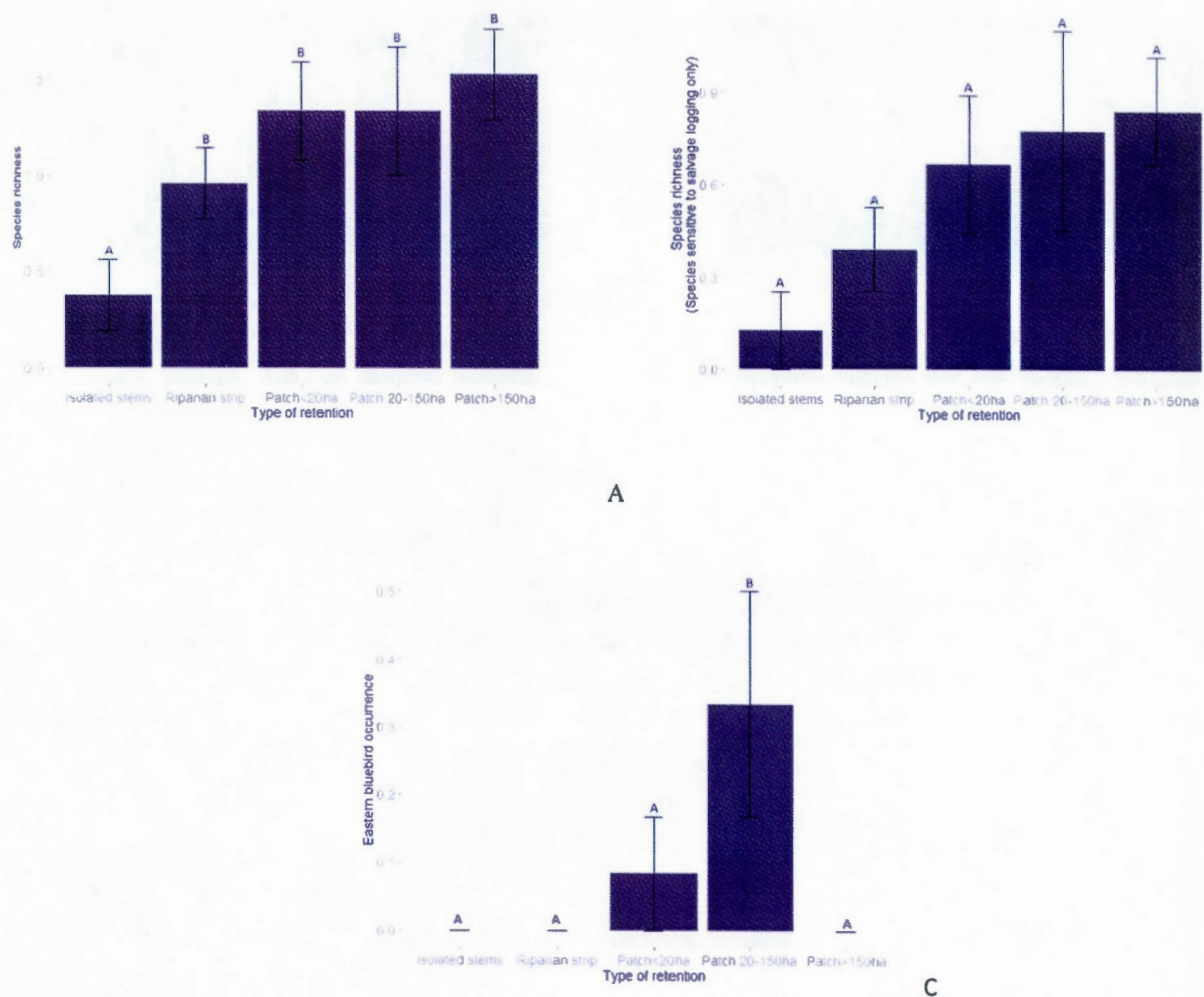 B
B
B
B
A
Species richness
1.0
0.5
0.0
Isolated stems Riparian strip Patch<20ha Patch 20-150ha Patch>150ha
Type of retention
A
A
A
A
A
Species richness
(Species sensitive to salvage logging only)
0.9
0.6
0.3
0.0
Isolated stems Riparian strip Patch<20ha Patch 20-150ha Patch>150ha
Type of retention
A
B
A
A
A
A
Eastern bluebird occurrence
0.5
0.4
0.3
0.2
0.1
0.0
Isolated stems Riparian strip Patch<20ha Patch 20-150ha Patch>150ha
Type of retention
C